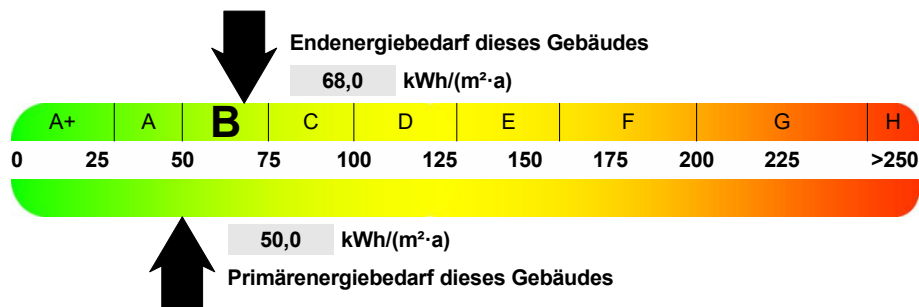 Endenergiebedarf dieses Gebäudes
68,0 kWh/(m²·a)
A+ A B C D E F G H
0 25 50 75 100 125 150 175 200 225 >250
50,0 kWh/(m²·a)
Primärenergiebedarf dieses Gebäudes